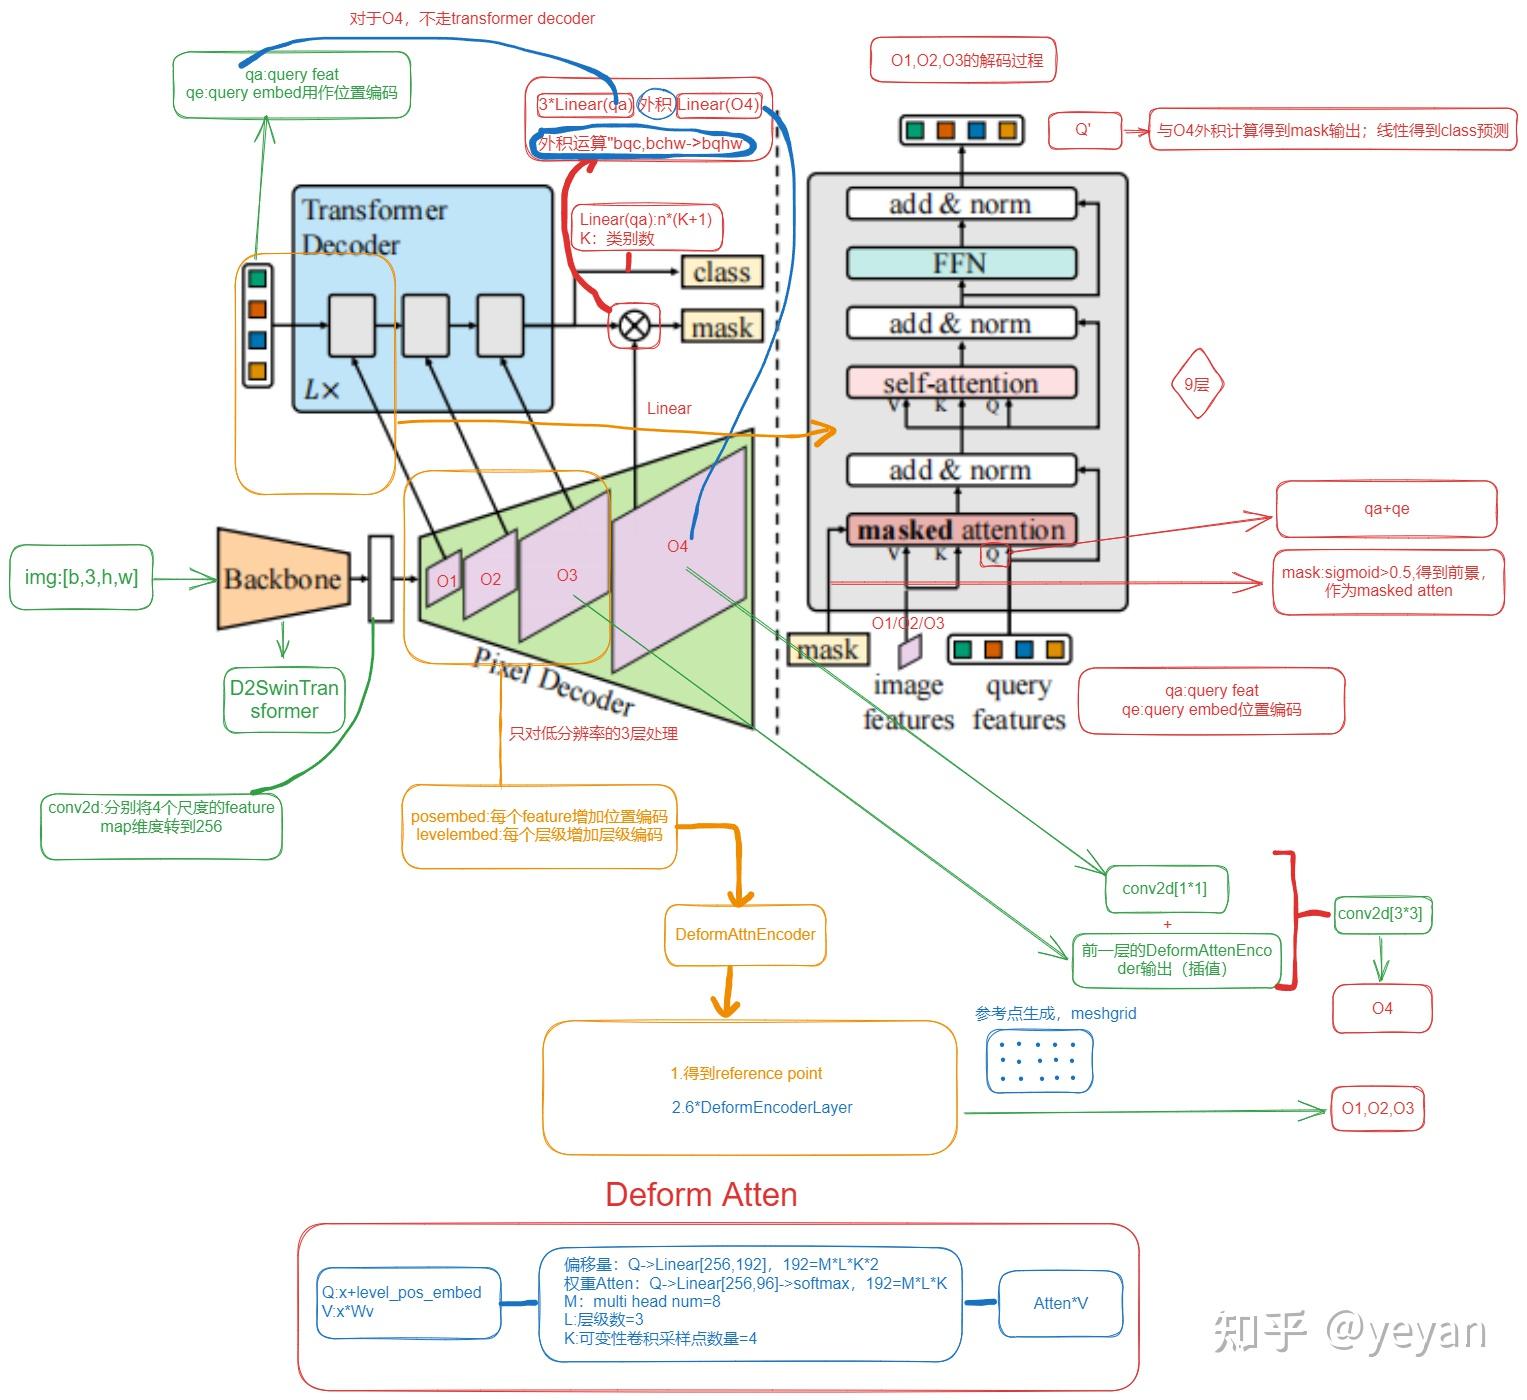 对于O4，不走transformer decoder
qa:query feat
qe:query embed用作位置编码
3*Linear(qa)
外积
Linear(O4)
外积运算"bqc,bchw->bqhw
Linear(qa):n*(K+1)
K：类别数
Transformer
Decoder
L×
class
mask
Linear
img:[b,3,h,w]
Backbone
D2SwinTran
sformer
conv2d:分别将4个尺度的feature
map维度转到256
O1
O2
O3
O4
Pixel Decoder
只对低分辨率的3层处理
posembed:每个feature增加位置编码
levelembed:每个层级增加层级编码
DeformAttnEncoder
1.得到reference point
2.6*DeformEncoderLayer
参考点生成，meshgrid
O1,O2,O3的解码过程
Q'
与O4外积计算得到mask输出；线性得到class预测
add & norm
FFN
add & norm
self-attention
V
K
Q
9层
add & norm
masked attention
V
K
Q
qa+qe
mask:sigmoid>0.5,得到前景，
作为masked atten
O1/O2/O3
mask
image
features
query
features
qa:query feat
qe:query embed位置编码
conv2d[1*1]
+
前一层的DeformAttenEnco
der输出（插值）
conv2d[3*3]
O4
O1,O2,O3
Deform Atten
Q:x+level_pos_embed
V:x*Wv
偏移量：Q->Linear[256,192]，192=M*L*K*2
权重Atten：Q->Linear[256,96]->softmax，192=M*L*K
M：multi head num=8
L:层级数=3
K:可变性卷积采样点数量=4
Atten*V
知乎 @yeyan